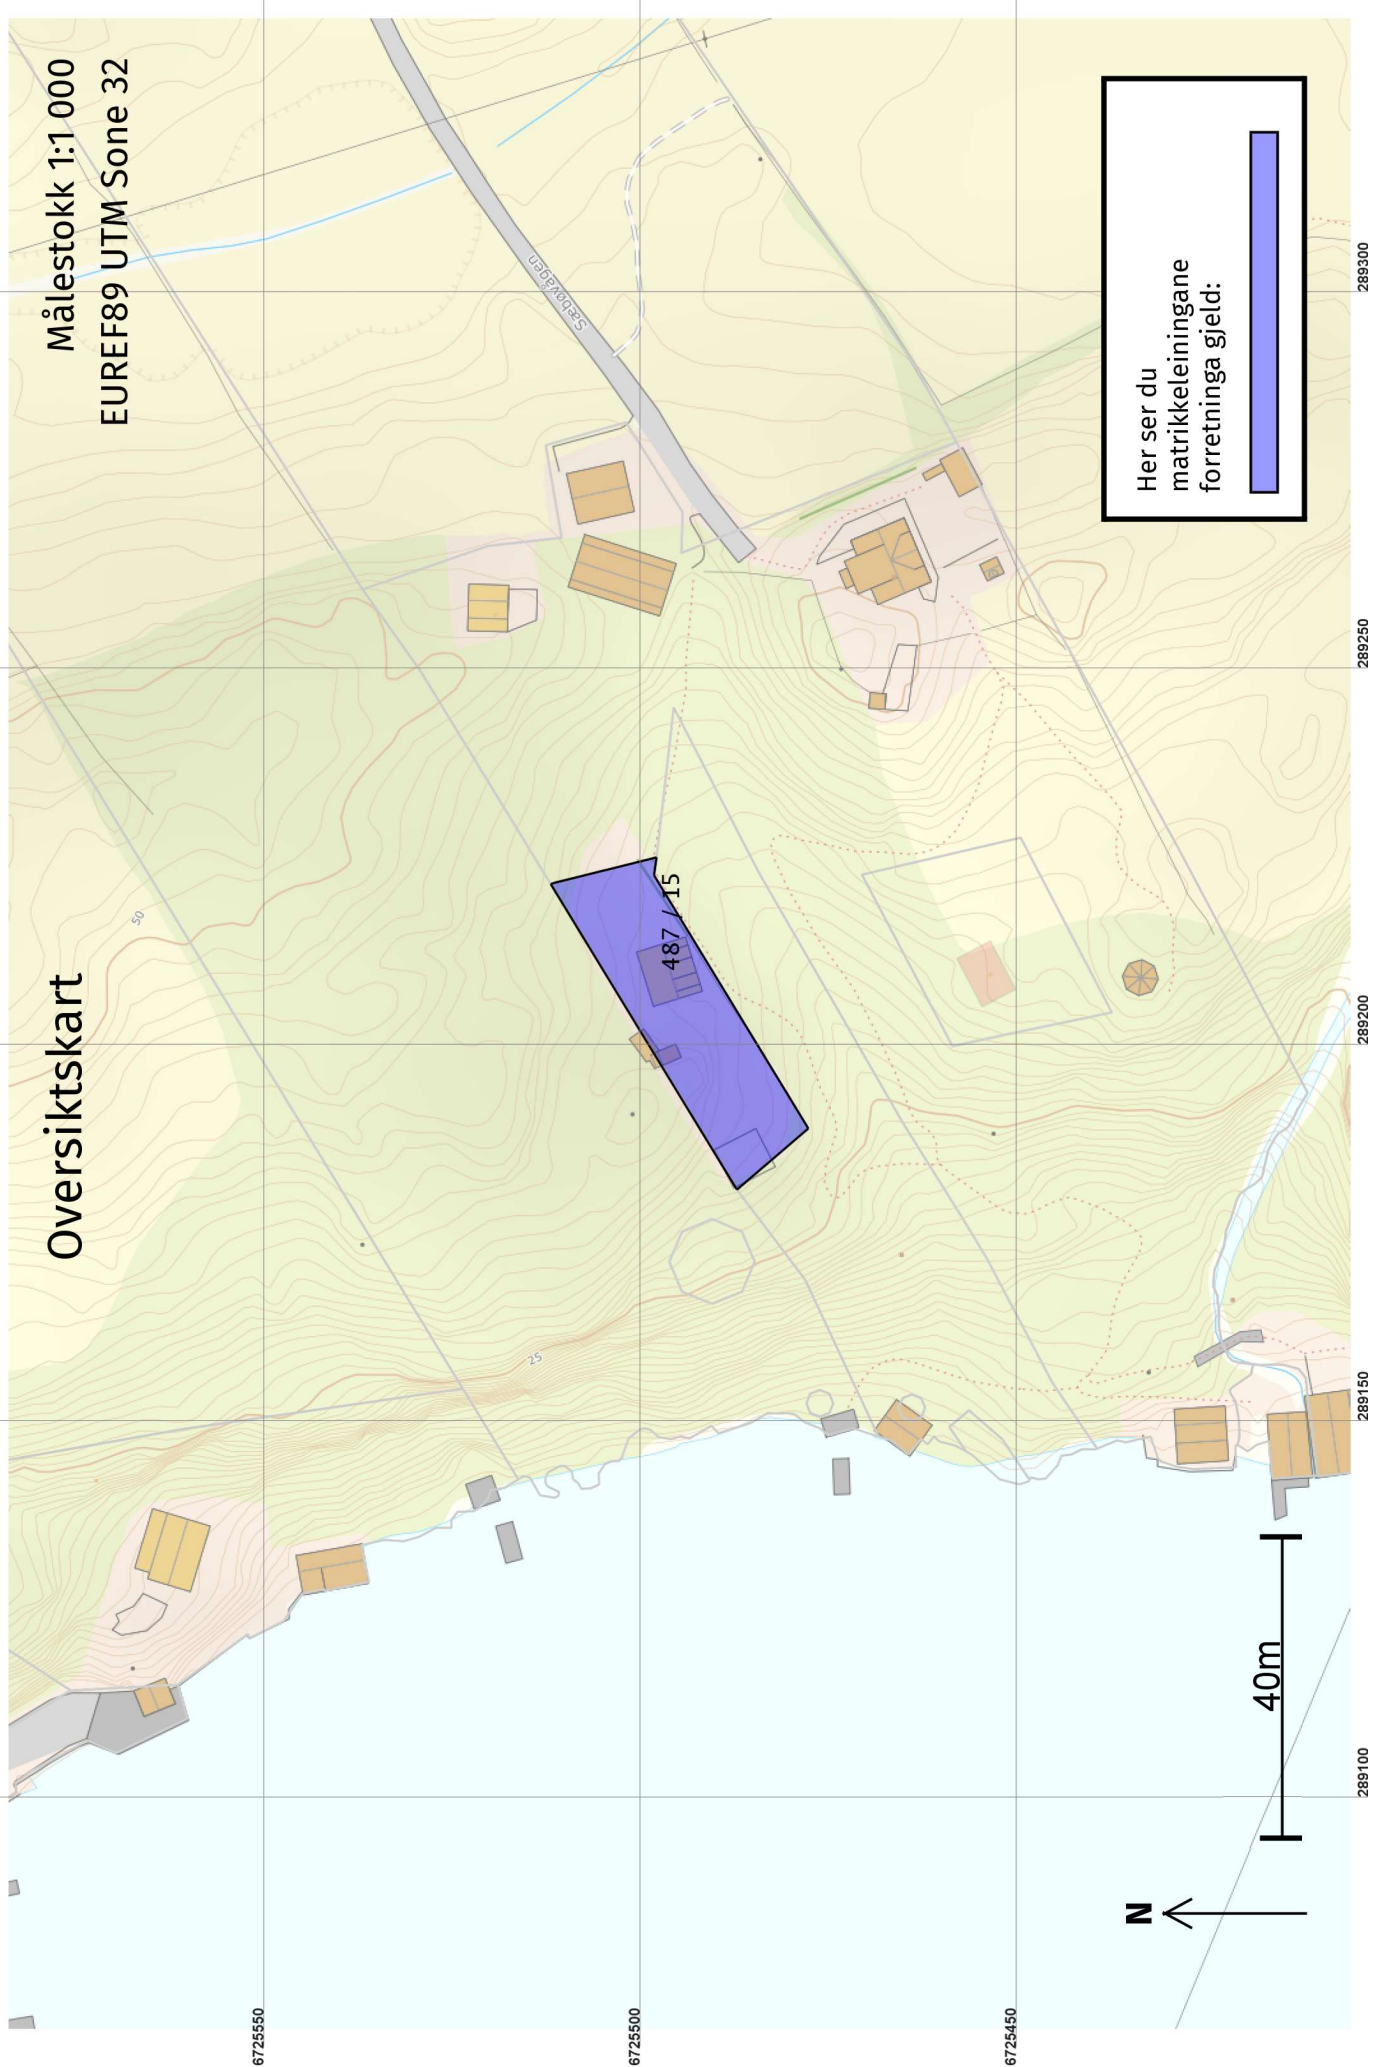 Oversiktskart
Målestokk 1:1 000
EUREF89 UTM Sone 32
6725550
6725500
6725450
50
25
Sæbøvågen
487 / 15
N
40m
289100
289150
289200
289250
289300
Her ser du
matrikkeleiningane
forretninga gjeld: